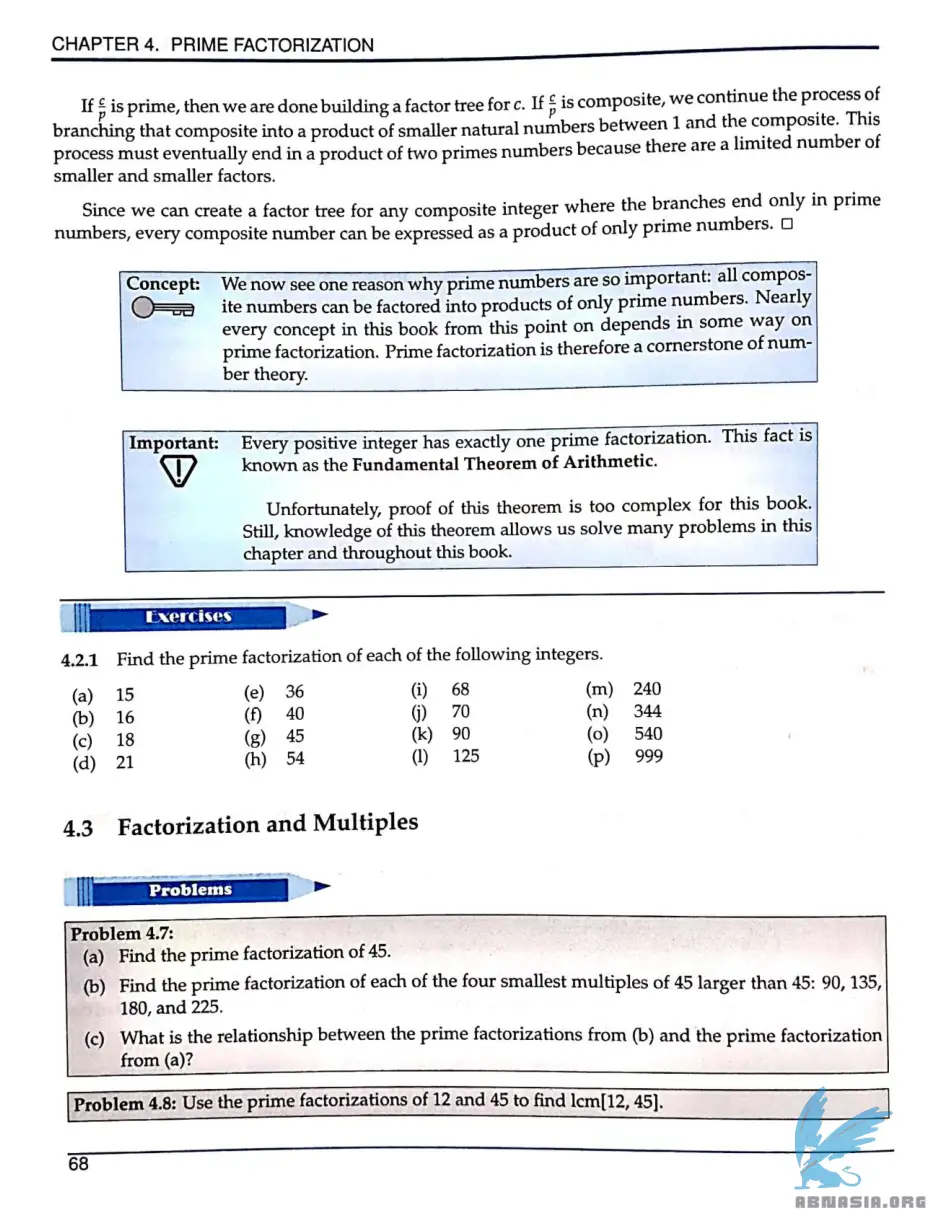 CHAPTER 4. PRIME FACTORIZATION
If c/p is prime, then we are done building a factor tree for c. If c/p is composite, we continue the process of
branching that composite into a product of smaller natural numbers between 1 and the composite. This
process must eventually end in a product of two primes numbers because there are a limited number of
smaller and smaller factors.
Since we can create a factor tree for any composite integer where the branches end only in prime
numbers, every composite number can be expressed as a product of only prime numbers. □
Concept: We now see one reason why prime numbers are so important: all compos-
ite numbers can be factored into products of only prime numbers. Nearly
every concept in this book from this point on depends in some way on
prime factorization. Prime factorization is therefore a cornerstone of num-
ber theory.
Important: Every positive integer has exactly one prime factorization. This fact is
known as the Fundamental Theorem of Arithmetic.
Unfortunately, proof of this theorem is too complex for this book.
Still, knowledge of this theorem allows us solve many problems in this
chapter and throughout this book.
Exercises
4.2.1 Find the prime factorization of each of the following integers.
(a) 15 (e) 36 (i) 68 (m) 240
(b) 16 (f) 40 (j) 70 (n) 344
(c) 18 (g) 45 (k) 90 (o) 540
(d) 21 (h) 54 (l) 125 (p) 999
4.3 Factorization and Multiples
Problems
Problem 4.7:
(a) Find the prime factorization of 45.
(b) Find the prime factorization of each of the four smallest multiples of 45 larger than 45: 90, 135,
180, and 225.
(c) What is the relationship between the prime factorizations from (b) and the prime factorization
from (a)?
Problem 4.8: Use the prime factorizations of 12 and 45 to find lcm[12, 45].
68
ABNASIA.ORG